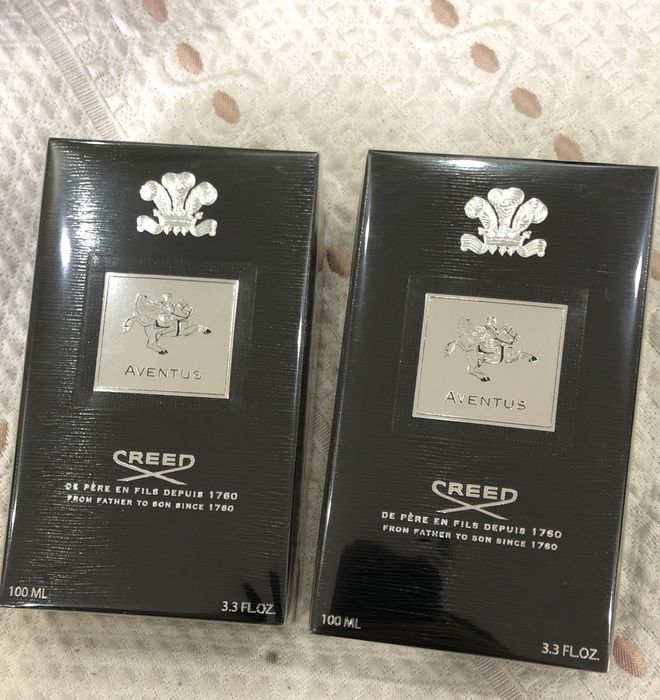 AVENTUS
CREED
DE PÈRE EN FILS DEPUIS 1760
FROM FATHER TO SON SINCE 1760
100 ML
3.3 FL.OZ.
AVENTUS
CREED
DE PÈRE EN FILS DEPUIS 1760
FROM FATHER TO SON SINCE 1760
100 ML
3.3 FL.OZ.